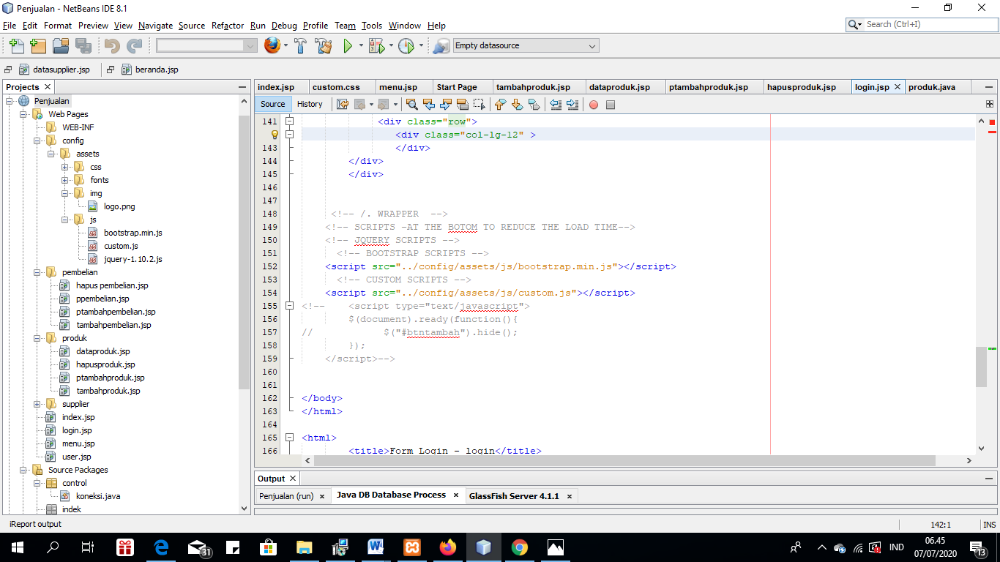 Penjualan - NetBeans IDE 8.1
File Edit Format Preview View Navigate Source Refactor Run Debug Profile Team Tools Window Help
Search (Ctrl+I)
Empty datasource
datasupplier.jsp beranda.jsp
Projects
Penjualan
Web Pages
WEB-INF
config
assets
css
fonts
img
logo.png
js
bootstrap.min.js
custom.js
jquery-1.10.2.js
pembelian
hapus pembelian.jsp
ppembelian.jsp
ptambahpembelian.jsp
tambahpembelian.jsp
produk
dataproduk.jsp
hapusproduk.jsp
ptambahproduk.jsp
tambahproduk.jsp
supplier
index.jsp
login.jsp
menu.jsp
user.jsp
Source Packages
control
koneksi.java
indek
index.jsp custom.css menu.jsp Start Page tambahproduk.jsp dataproduk.jsp ptambahproduk.jsp hapusproduk.jsp login.jsp produk.java
Source History
141 <div class="row">
<div class="col-lg-12" >
143 </div>
144 </div>
145 </div>
146
147
148 <!-- /. WRAPPER -->
149 <!-- SCRIPTS -AT THE BOTOM TO REDUCE THE LOAD TIME-->
150 <!-- JQUERY SCRIPTS -->
151 <!-- BOOTSTRAP SCRIPTS -->
152 <script src="../config/assets/js/bootstrap.min.js"></script>
153 <!-- CUSTOM SCRIPTS -->
154 <script src="../config/assets/js/custom.js"></script>
155 <!-- <script type="text/javascript">
156 $(document).ready(function(){
157 // $("#btntambah").hide();
158 });
159 </script>-->
160
161
162 </body>
163 </html>
164
165 <html>
166 <title>Form Login - login</title>
Output
Penjualan (run) Java DB Database Process GlassFish Server 4.1.1
iReport output
142:1 INS
31
IND
06.45
07/07/2020
13